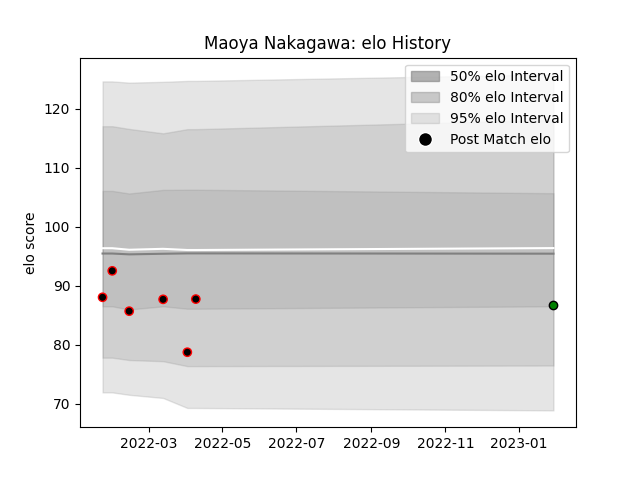 Maoya Nakagawa: elo History
50% elo Interval
80% elo Interval
95% elo Interval
Post Match elo
elo score
120
110
100
90
80
70
2022-03
2022-05
2022-07
2022-09
2022-11
2023-01